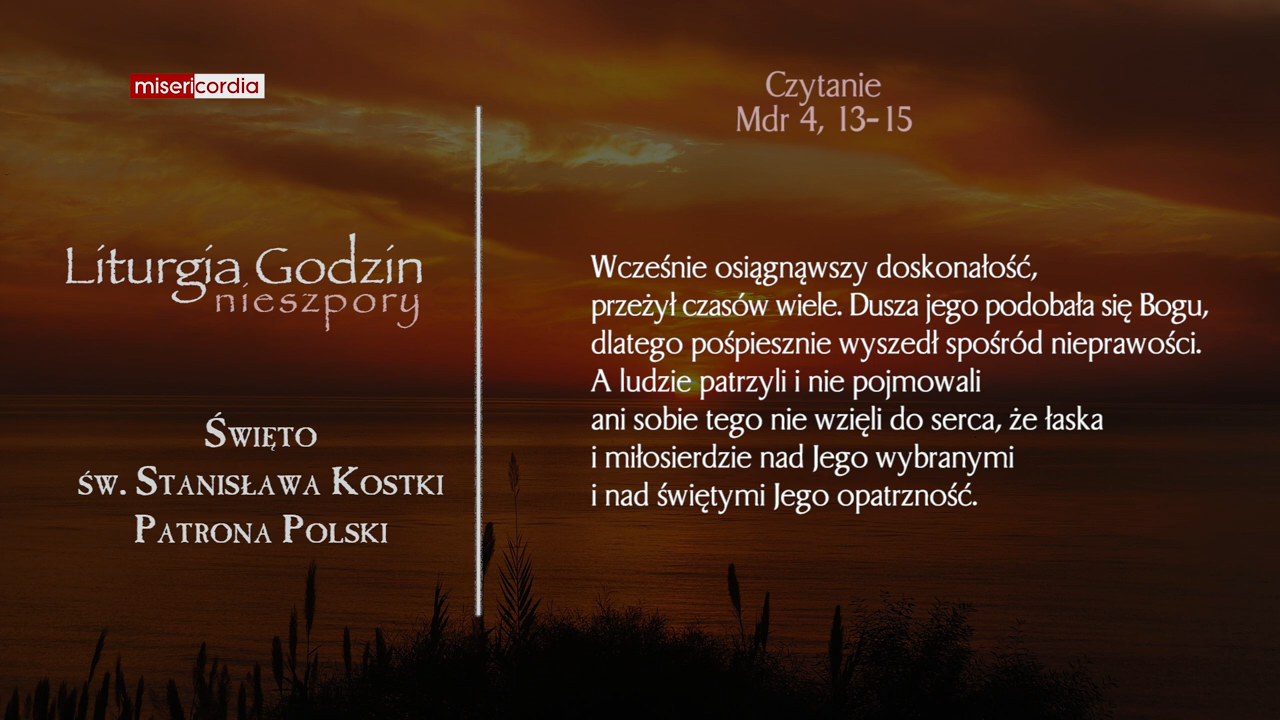 misericordia
Liturgia Godzin
nieszpory
Święto
św. Stanisława Kostki
Patrona Polski
Czytanie
Mdr 4, 13-15
Wcześnie osiągnąwszy doskonałość,
przeżył czasów wiele. Dusza jego podobała się Bogu,
dlatego pośpiesznie wyszedł spośród nieprawości.
A ludzie patrzyli i nie pojmowali
ani sobie tego nie wzięli do serca, że łaska
i miłosierdzie nad Jego wybranymi
i nad świętymi Jego opatrzność.